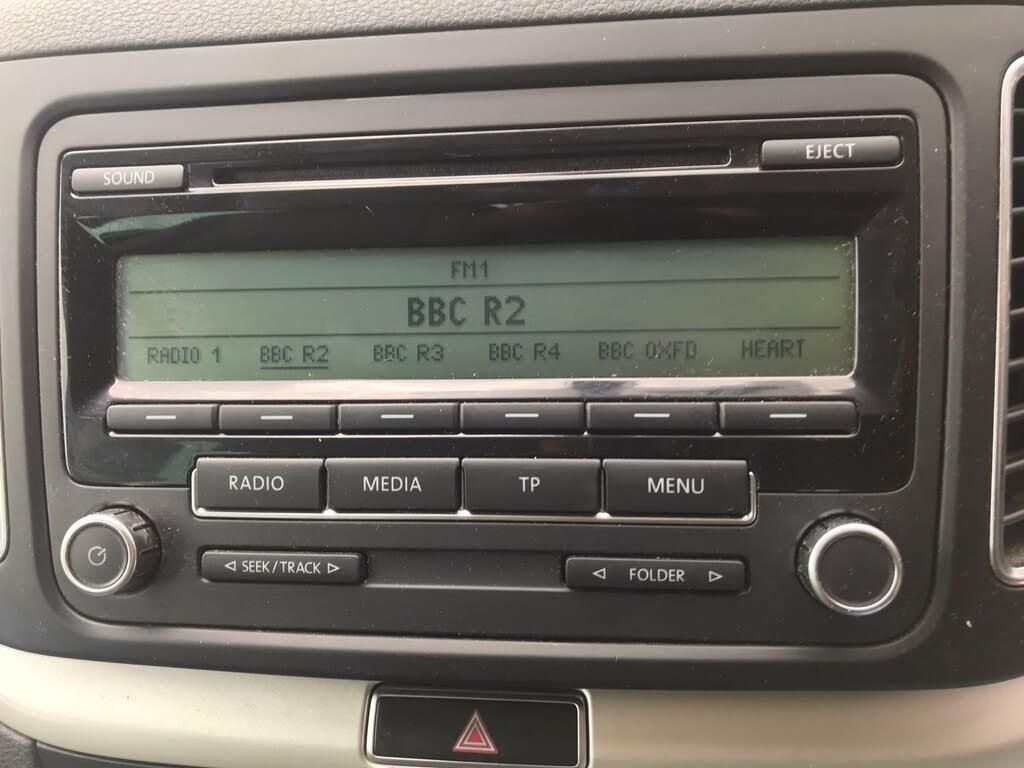 SOUND
EJECT
FM1
BBC R2
RADIO 1 BBC R2 BBC R3 BBC R4 BBC OXFD HEART
RADIO MEDIA TP MENU
SEEK/TRACK
FOLDER